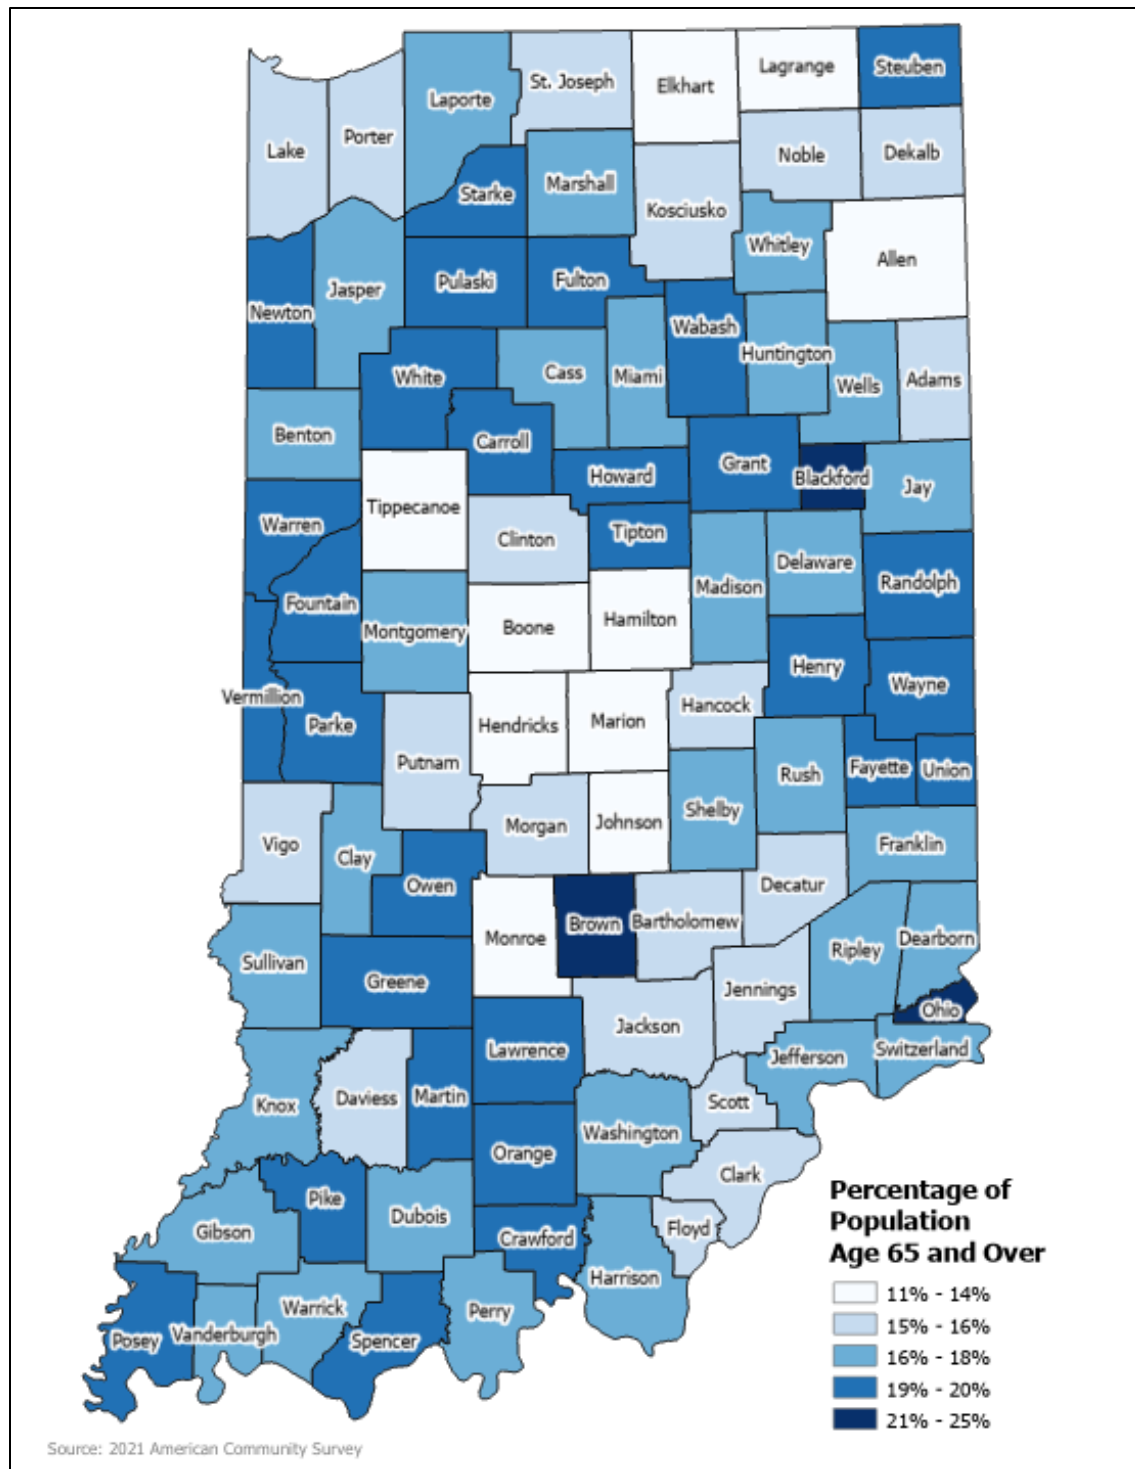 St. Joseph
Elkhart
Lagrange
Steuben
Laporte
Lake
Porter
Noble
Dekalb
Starke
Marshall
Kosciusko
Whitley
Allen
Newton
Jasper
Pulaski
Fulton
Wabash
Huntington
White
Cass
Miami
Wells
Adams
Benton
Carroll
Howard
Grant
Blackford
Jay
Warren
Tippecanoe
Clinton
Tipton
Madison
Delaware
Randolph
Fountain
Montgomery
Boone
Hamilton
Henry
Wayne
Vermillion
Parke
Putnam
Hendricks
Marion
Hancock
Rush
Fayette
Union
Vigo
Clay
Owen
Morgan
Johnson
Shelby
Franklin
Decatur
Sullivan
Greene
Monroe
Brown
Bartholomew
Jennings
Ripley
Dearborn
Ohio
Knox
Daviess
Martin
Lawrence
Jackson
Jefferson
Switzerland
Scott
Orange
Washington
Clark
Gibson
Pike
Dubois
Crawford
Floyd
Harrison
Posey
Vanderburgh
Warrick
Spencer
Perry
Percentage of
Population
Age 65 and Over
11% - 14%
15% - 16%
16% - 18%
19% - 20%
21% - 25%
Source: 2021 American Community Survey